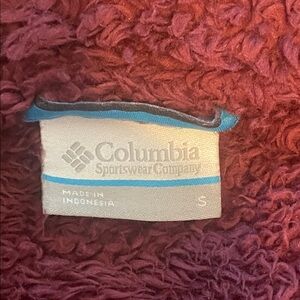 Columbia
Sportswear Company
MADE IN
INDONESIA
S